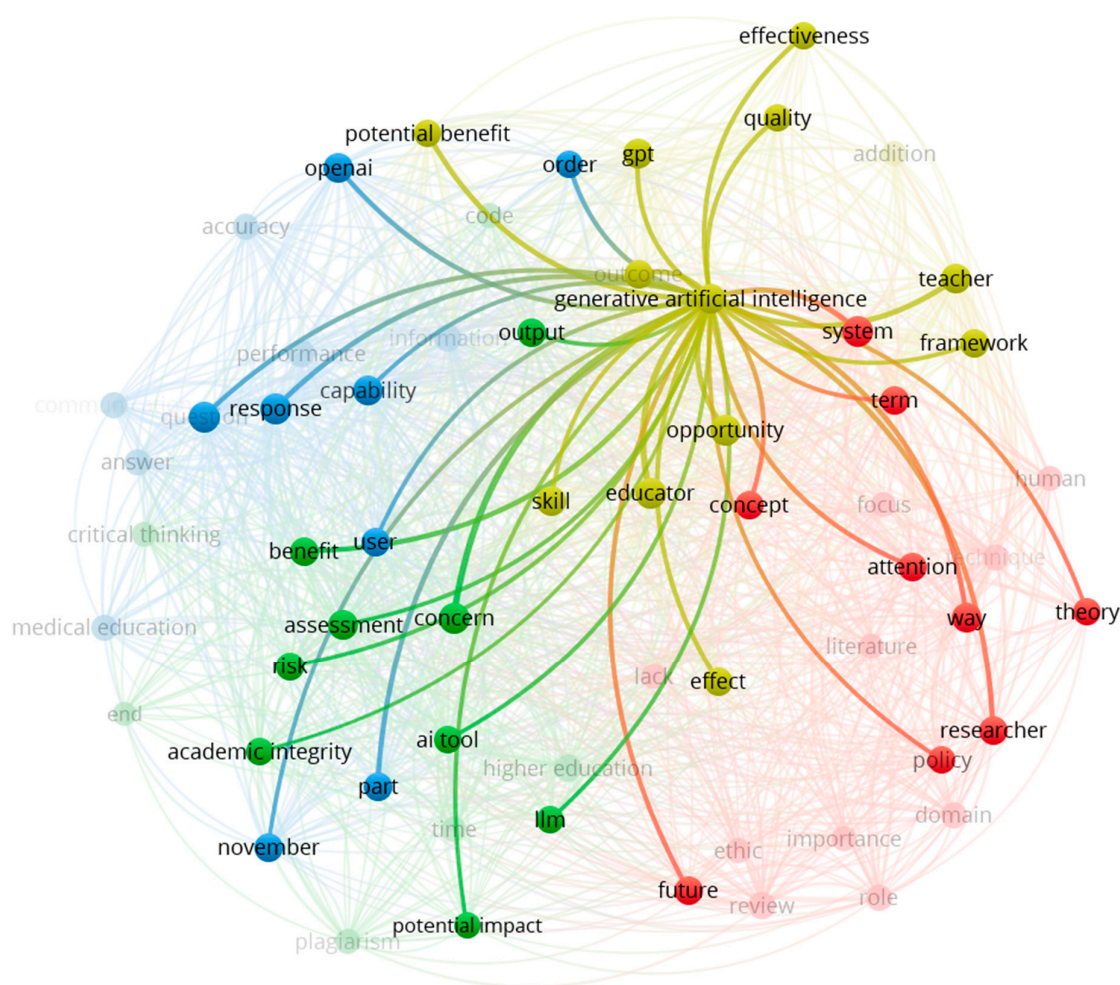 effectiveness
quality
potential benefit
gpt
addition
order
openai
code
accuracy
outcome
teacher
generative artificial intelligence
output
system
information
framework
performance
capability
term
commun
question
response
opportunity
answer
human
skill
educator
concept
focus
critical thinking
benefit
user
technique
attention
medical education
assessment
concern
way
theory
literature
risk
lack
effect
end
researcher
academic integrity
ai tool
policy
higher education
part
domain
llm
time
importance
november
ethic
future
role
review
potential impact
plagiarism